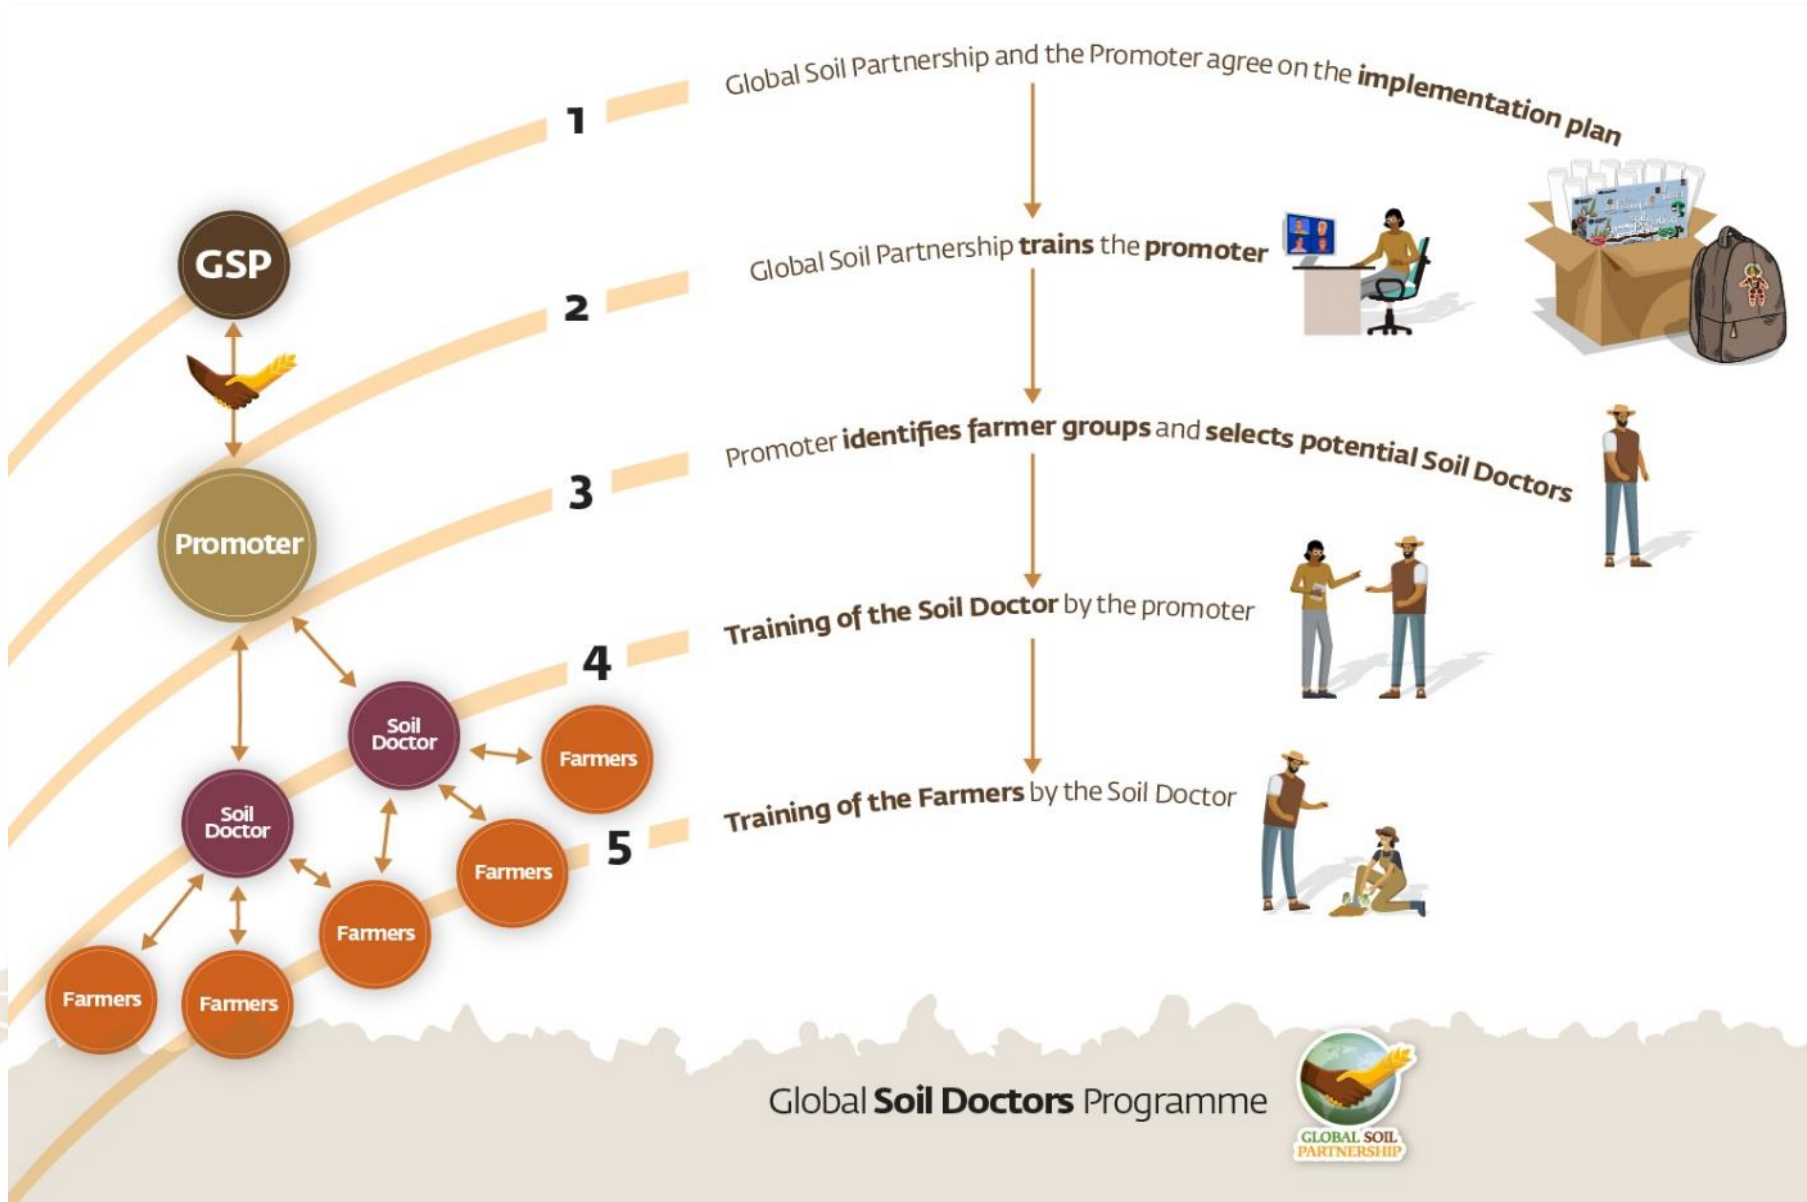 1
Global Soil Partnership and the Promoter agree on the implementation plan
GSP
2
Global Soil Partnership trains the promoter
3
Promoter identifies farmer groups and selects potential Soil Doctors
Promoter
4
Training of the Soil Doctor by the promoter
Soil
Doctor
Farmers
5
Training of the Farmers by the Soil Doctor
Soil
Doctor
Farmers
Farmers
Farmers
Farmers
Global Soil Doctors Programme
GLOBAL SOIL
PARTNERSHIP